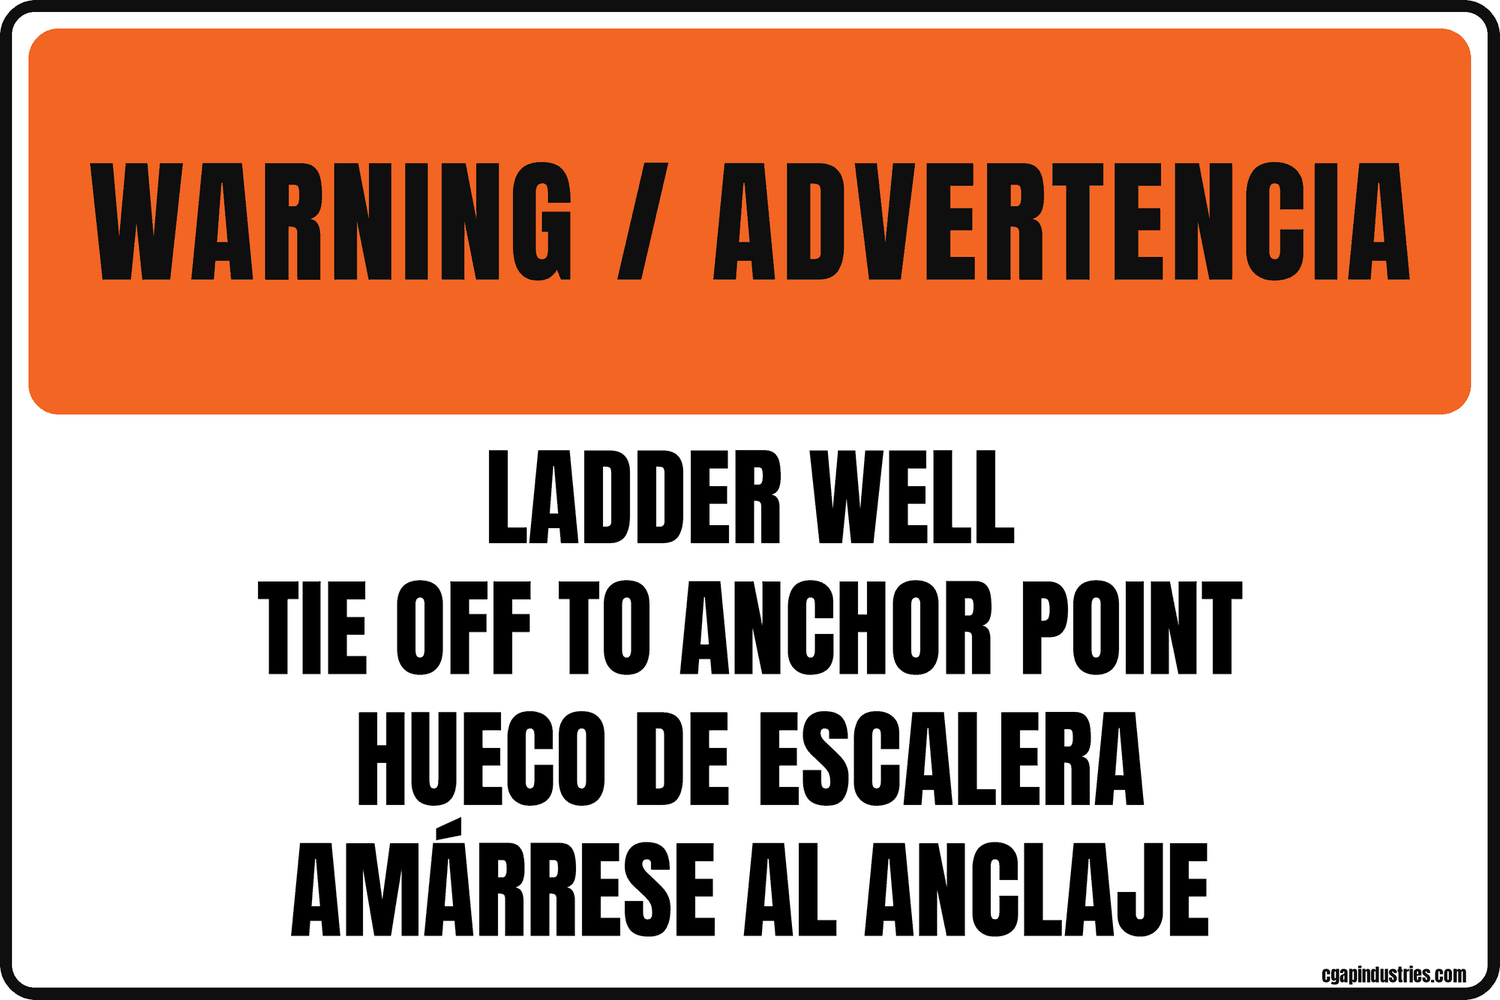 WARNING / ADVERTENCIA
LADDER WELL
TIE OFF TO ANCHOR POINT
HUECO DE ESCALERA
AMÁRRESE AL ANCLAJE
cgapindustries.com